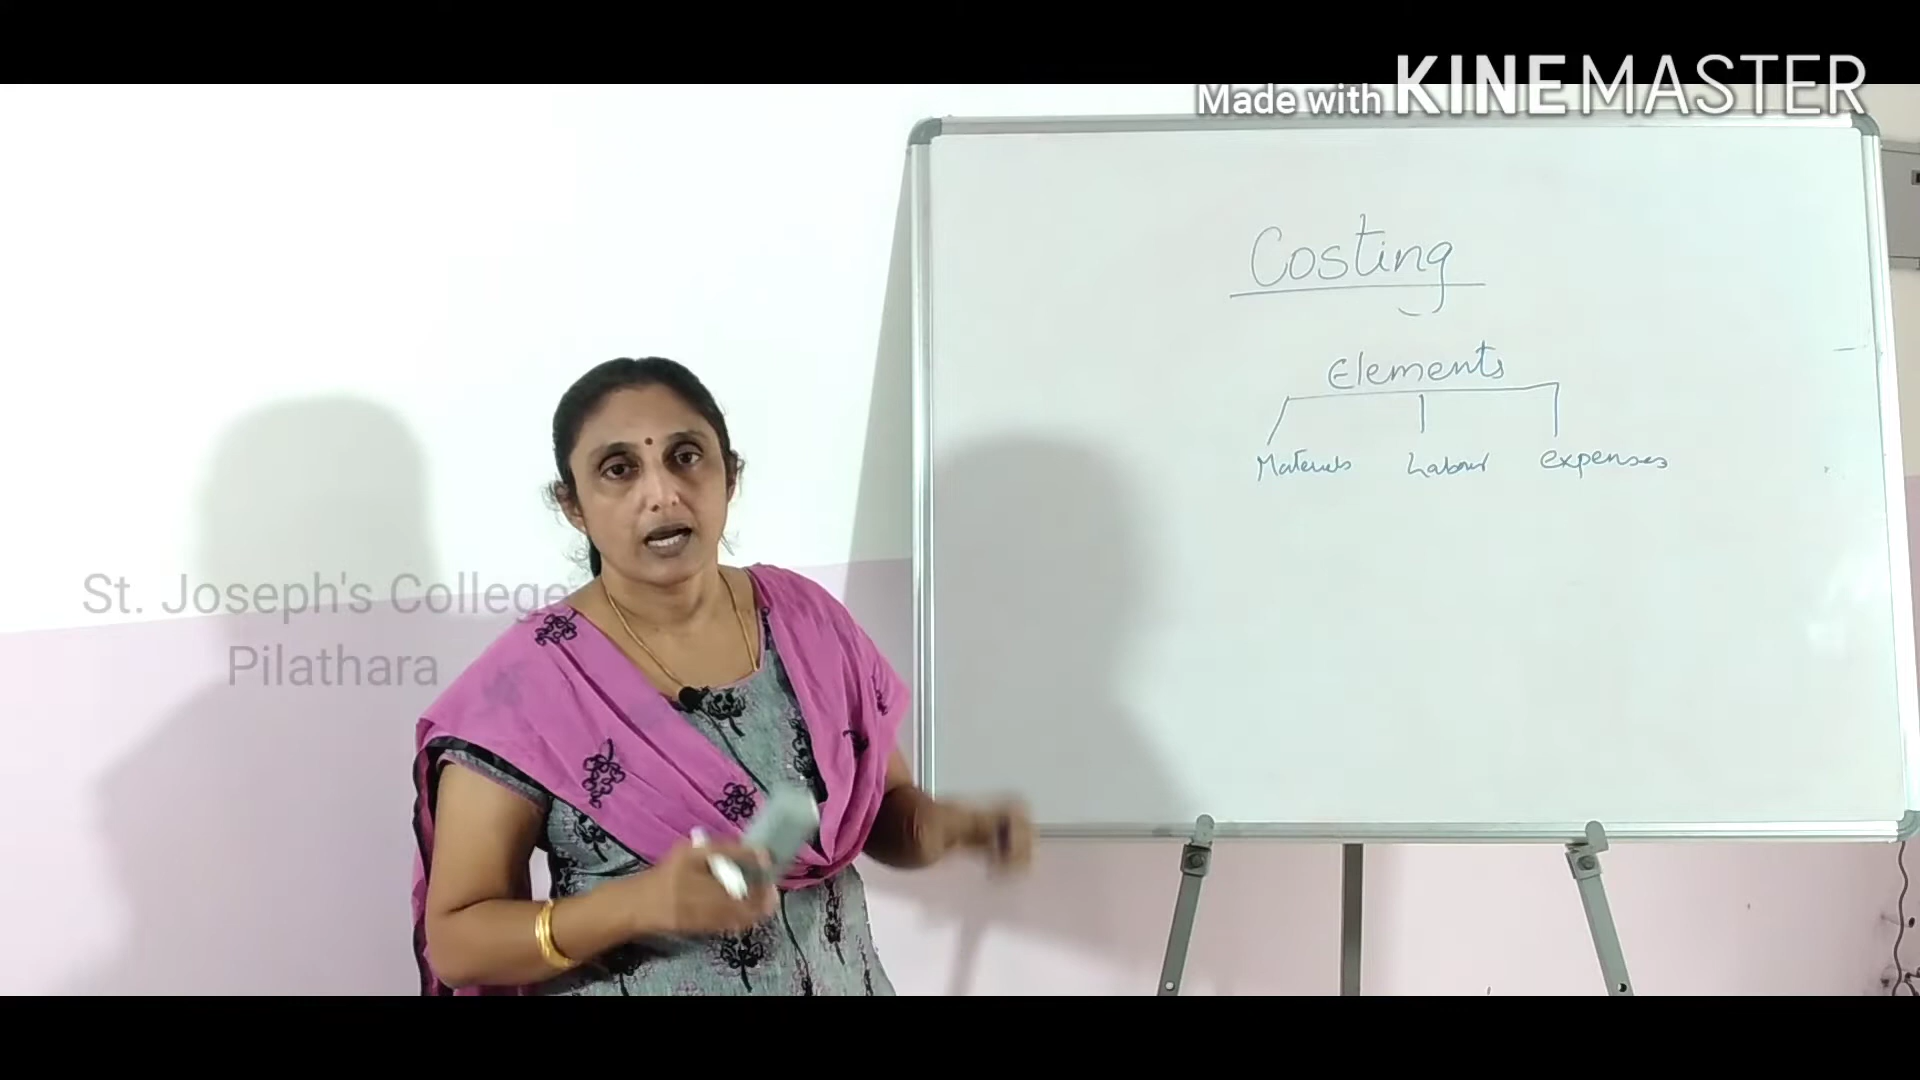 Made with KINEMASTER
Costing
Elements
Materials Labour expenses
St. Joseph's College
Pilathara